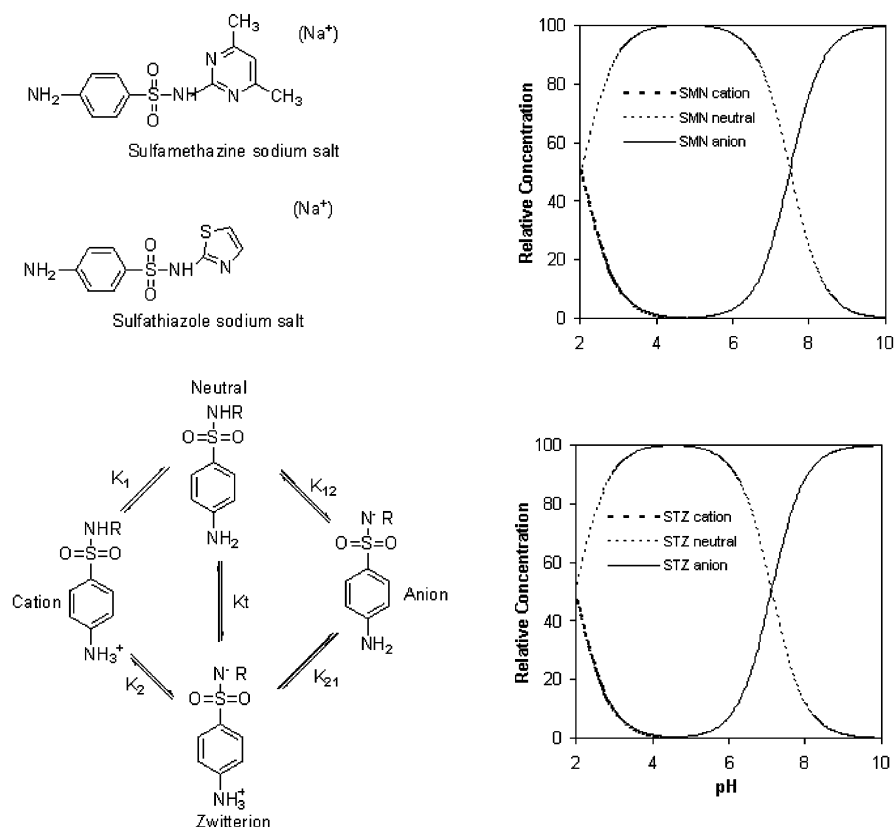 CH₃
(Na⁺)
N
O
NH₂
S
NH
N
CH₃
O
Sulfamethazine sodium salt
(Na⁺)
S
O
NH₂
S
NH
N
O
Sulfathiazole sodium salt
Neutral
NHR
O=S=O
K₁
K₁₂
NHR
NH₂
N⁻ R
O=S=O
O=S=O
Cation
Kt
Anion
NH₃⁺
NH₂
K₂
N⁻ R
K₂₁
O=S=O
NH₃⁺
Zwitterion
Relative Concentration
100
80
60
40
20
0
SMN cation
SMN neutral
SMN anion
2 4 6 8 10
Relative Concentration
100
80
60
40
20
0
STZ cation
STZ neutral
STZ anion
2 4 6 8 10
pH